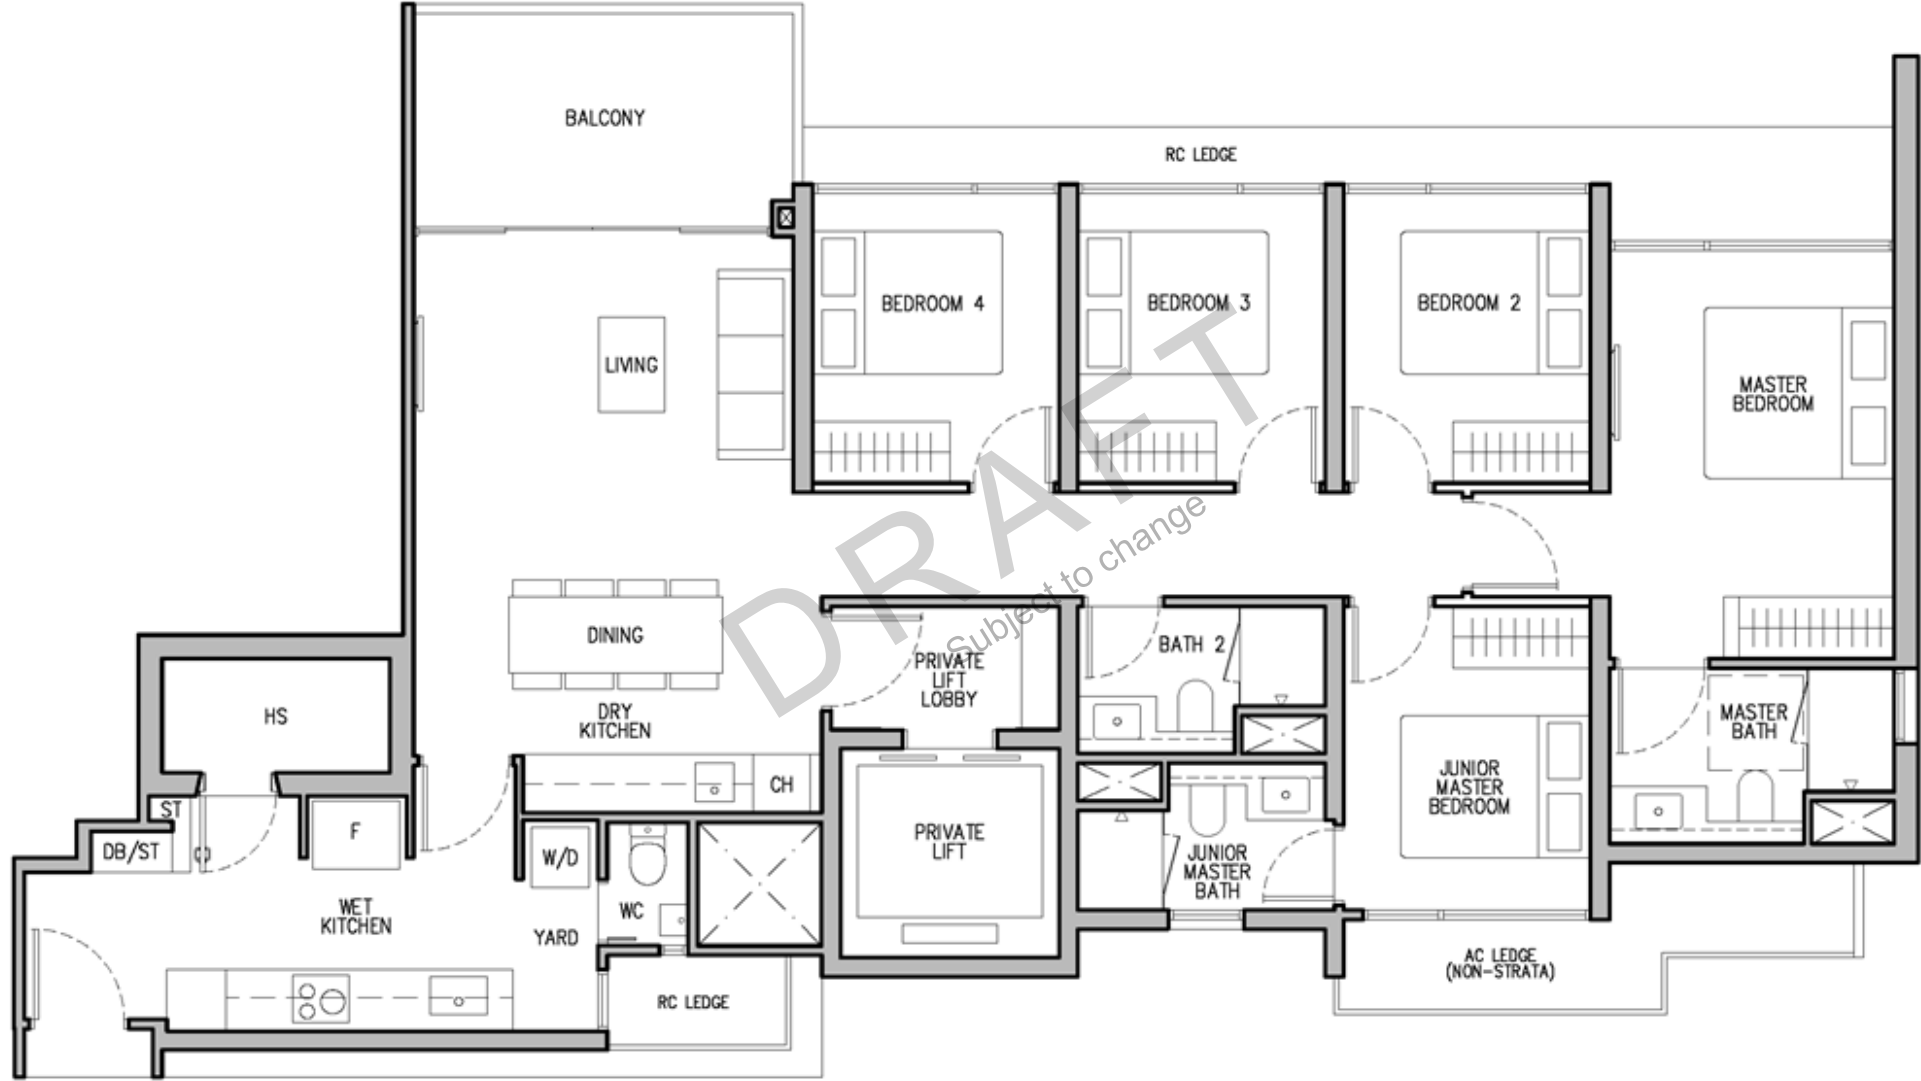 BALCONY
RC LEDGE
BEDROOM 4
BEDROOM 3
BEDROOM 2
LIVING
MASTER
BEDROOM
DRAFT
Subject to change
DINING
BATH 2
PRIVATE
LIFT
LOBBY
HS
DRY
KITCHEN
MASTER
BATH
CH
JUNIOR
MASTER
BEDROOM
ST
F
DB/ST
W/D
PRIVATE
LIFT
JUNIOR
MASTER
BATH
WET
KITCHEN
WC
YARD
AC LEDGE
(NON-STRATA)
RC LEDGE